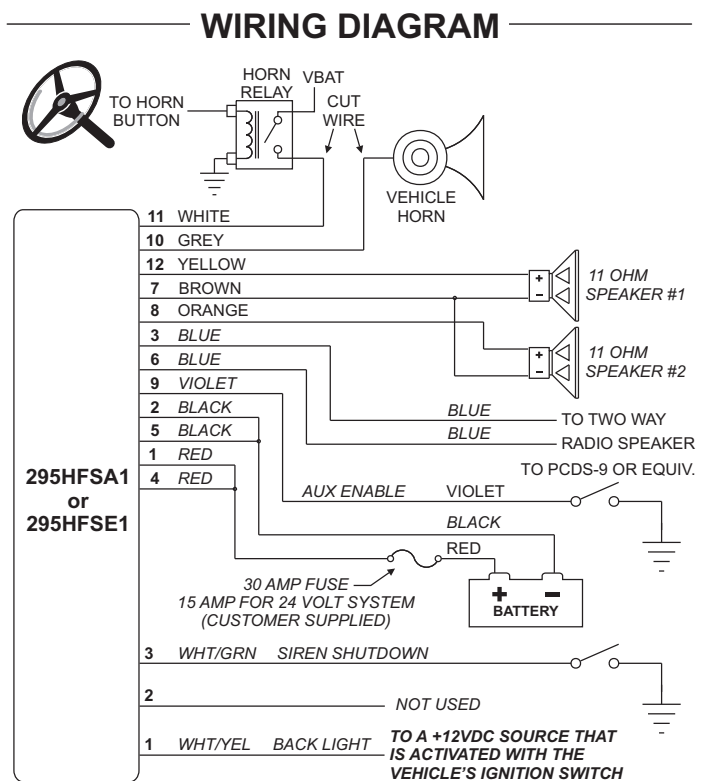 WIRING DIAGRAM
HORN
RELAY
VBAT
TO HORN
BUTTON
CUT
WIRE
VEHICLE
HORN
11 WHITE
10 GREY
12 YELLOW
7 BROWN
8 ORANGE
3 BLUE
6 BLUE
9 VIOLET
2 BLACK
5 BLACK
1 RED
4 RED
+
−
11 OHM
SPEAKER #1
+
−
11 OHM
SPEAKER #2
BLUE TO TWO WAY
BLUE RADIO SPEAKER
TO PCDS-9 OR EQUIV.
295HFSA1
or
295HFSE1
AUX ENABLE VIOLET
BLACK
RED
30 AMP FUSE
15 AMP FOR 24 VOLT SYSTEM
(CUSTOMER SUPPLIED)
+ −
BATTERY
3 WHT/GRN SIREN SHUTDOWN
2 NOT USED
1 WHT/YEL BACK LIGHT
TO A +12VDC SOURCE THAT
IS ACTIVATED WITH THE
VEHICLE'S IGNITION SWITCH